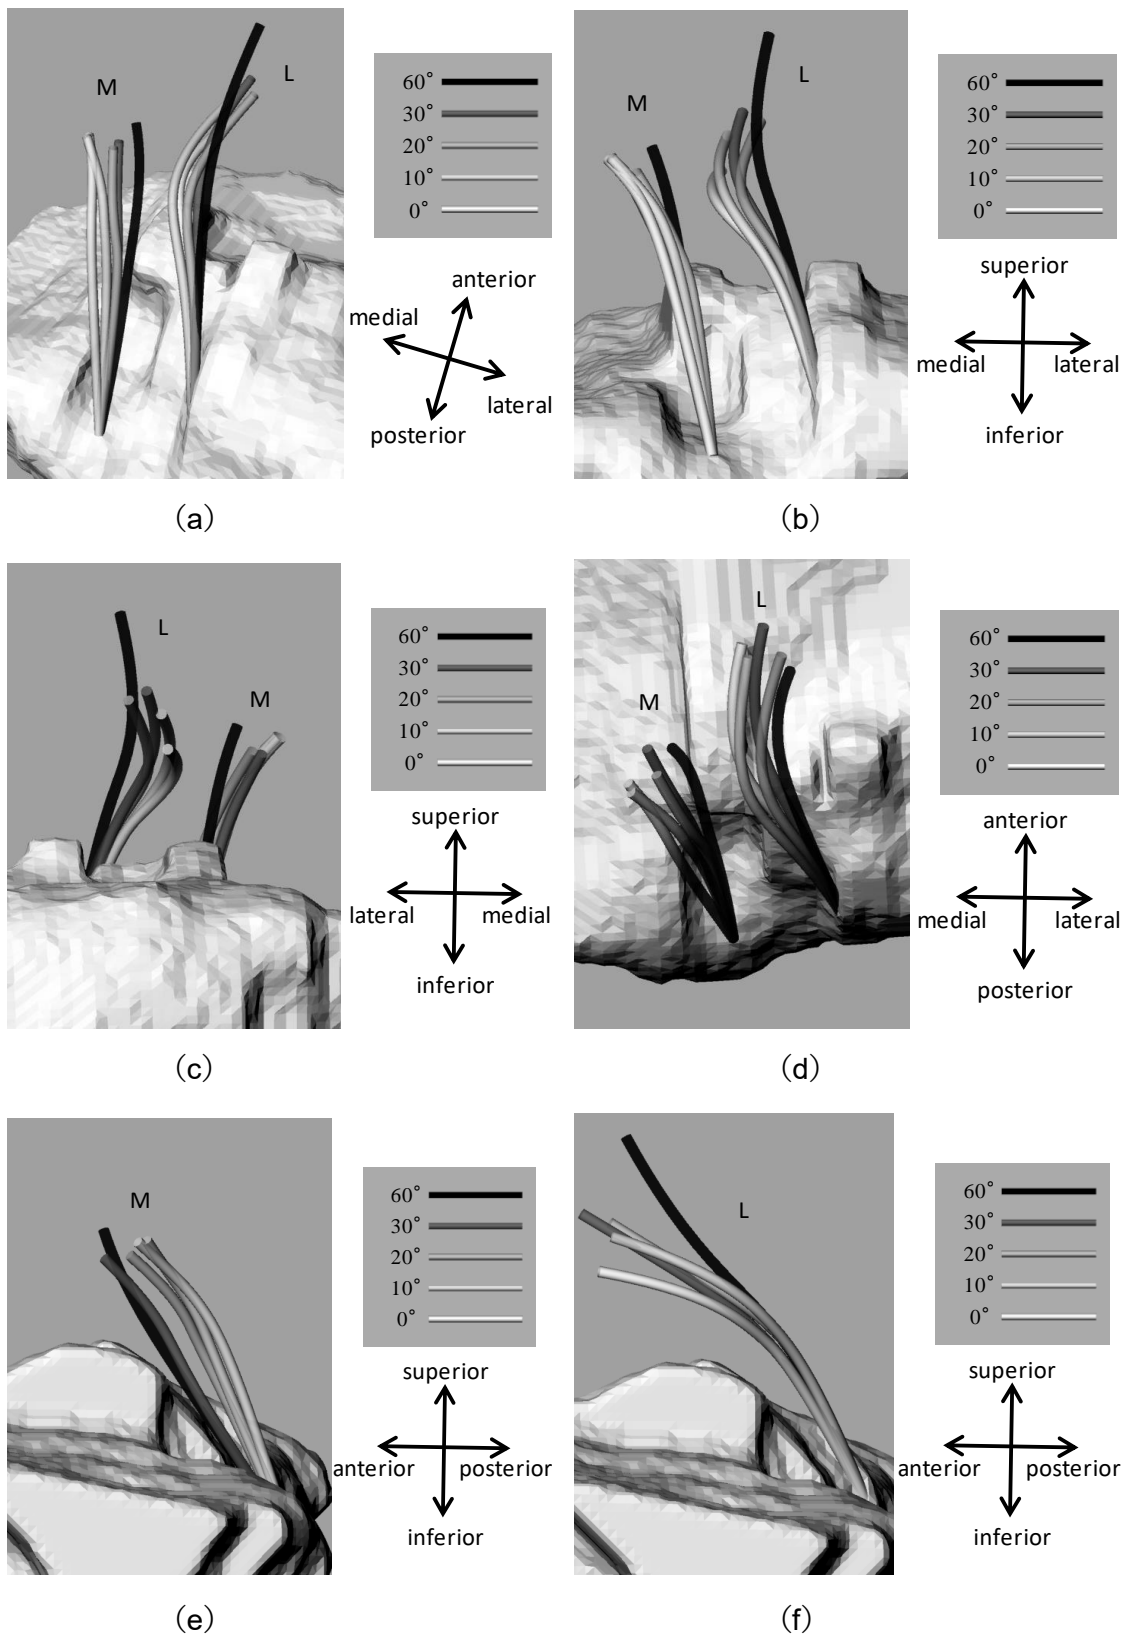 M
L
60°
30°
20°
10°
0°
anterior
medial
lateral
posterior
(a)
M
L
60°
30°
20°
10°
0°
superior
medial
lateral
inferior
(b)
L
M
60°
30°
20°
10°
0°
superior
lateral
medial
inferior
(c)
L
M
60°
30°
20°
10°
0°
anterior
medial
lateral
posterior
(d)
M
60°
30°
20°
10°
0°
superior
anterior
posterior
inferior
(e)
L
60°
30°
20°
10°
0°
superior
anterior
posterior
inferior
(f)